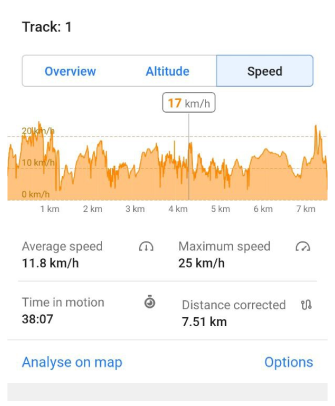 Track: 1
Overview Altitude Speed
17 km/h
20 km/h
10 km/h
0 km/h
1 km 2 km 3 km 4 km 5 km 6 km 7 km
Average speed Maximum speed
11.8 km/h 25 km/h
Time in motion Distance corrected
38:07 7.51 km
Analyse on map Options